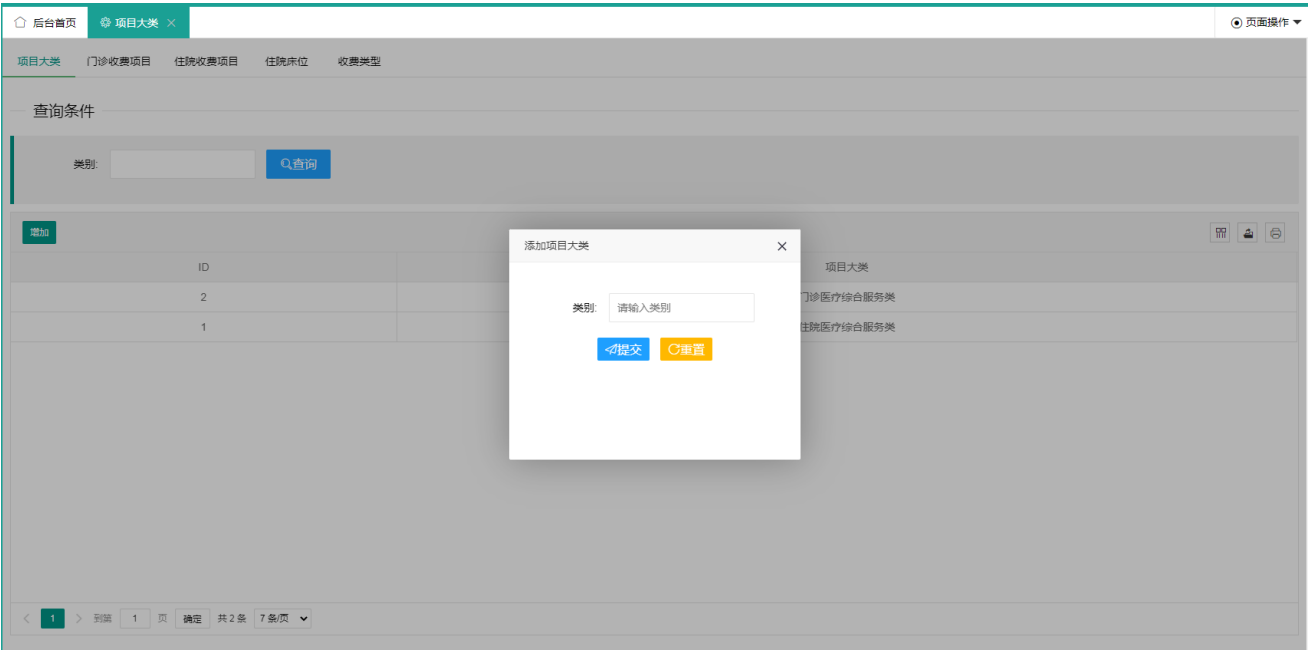 后台首页 项目大类 页面操作
项目大类 门诊收费项目 住院收费项目 住院床位 收费类型
查询条件
类别: 查询
增加
ID 项目大类
2 门诊医疗综合服务类
1 住院医疗综合服务类
添加项目大类
类别: 请输入类别
提交 重置
1 到第 1 页 确定 共 2 条 7 条/页